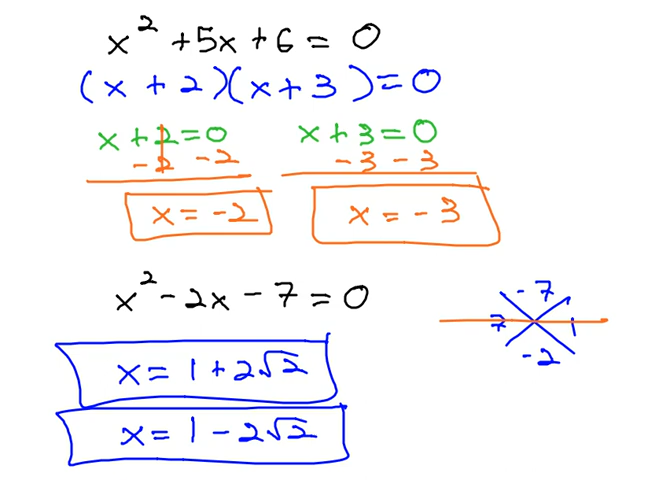 x² + 5x + 6 = 0
(x + 2)(x + 3) = 0
x + 2 = 0    x + 3 = 0
- 2  - 2    - 3  - 3
x = -2    x = -3
x² - 2x - 7 = 0
-7
7    1
-2
x = 1 + 2√2
x = 1 - 2√2